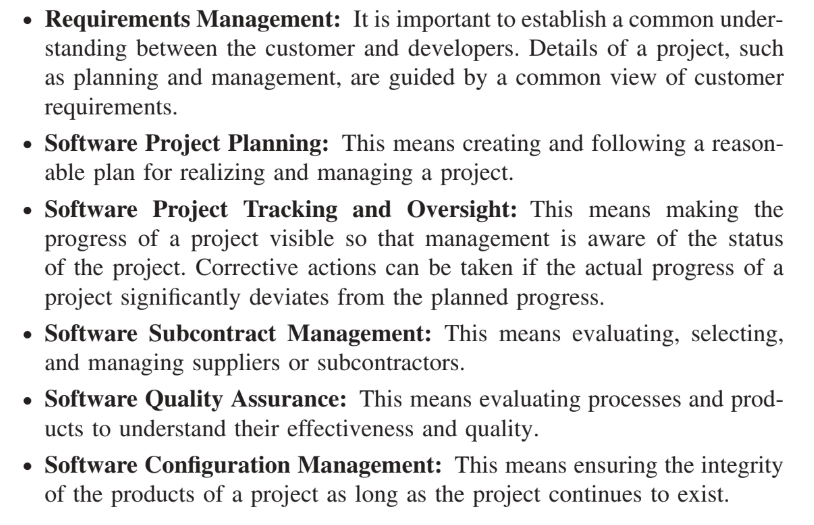 • Requirements Management: It is important to establish a common under-
standing between the customer and developers. Details of a project, such
as planning and management, are guided by a common view of customer
requirements.
• Software Project Planning: This means creating and following a reason-
able plan for realizing and managing a project.
• Software Project Tracking and Oversight: This means making the
progress of a project visible so that management is aware of the status
of the project. Corrective actions can be taken if the actual progress of a
project significantly deviates from the planned progress.
• Software Subcontract Management: This means evaluating, selecting,
and managing suppliers or subcontractors.
• Software Quality Assurance: This means evaluating processes and prod-
ucts to understand their effectiveness and quality.
• Software Configuration Management: This means ensuring the integrity
of the products of a project as long as the project continues to exist.